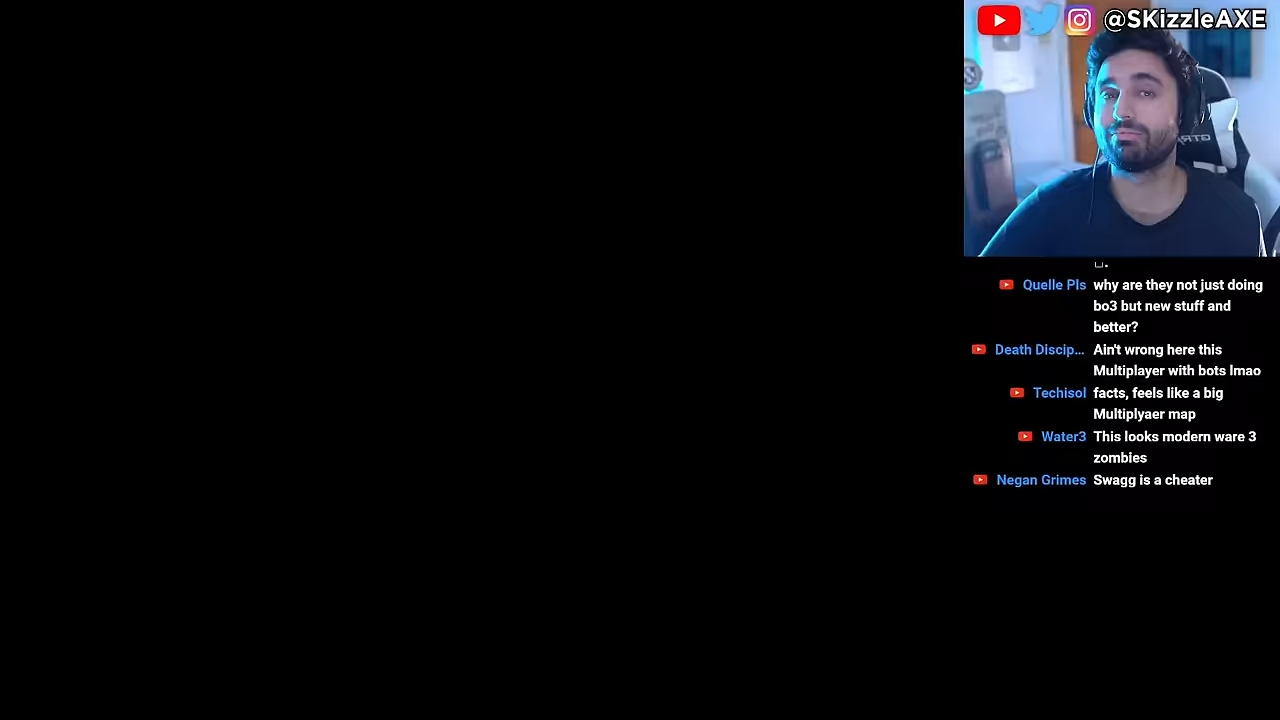 @SKizzleAXE
GTR
Quelle Pls why are they not just doing
bo3 but new stuff and
better?
Death Discip... Ain't wrong here this
Multiplayer with bots lmao
Techisol facts, feels like a big
Multiplyaer map
Water3 This looks modern ware 3
zombies
Negan Grimes Swagg is a cheater